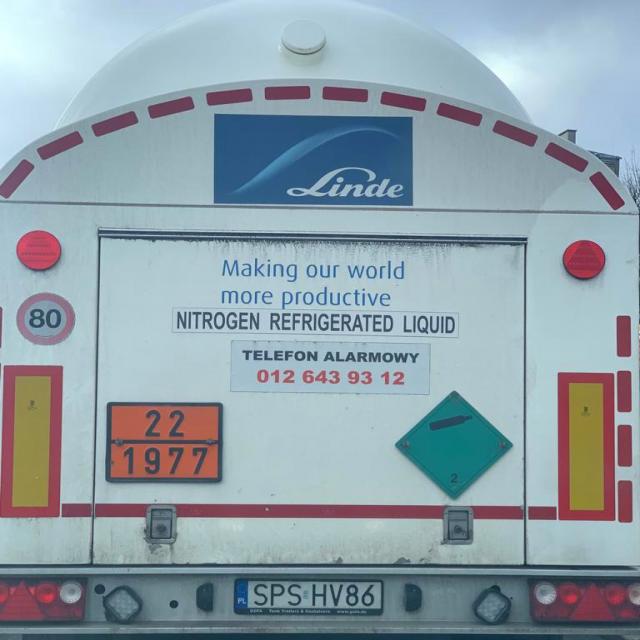 Linde
Making our world
more productive
80
NITROGEN REFRIGERATED LIQUID
TELEFON ALARMOWY
012 643 93 12
22
1977
2
PL
SPS HV86